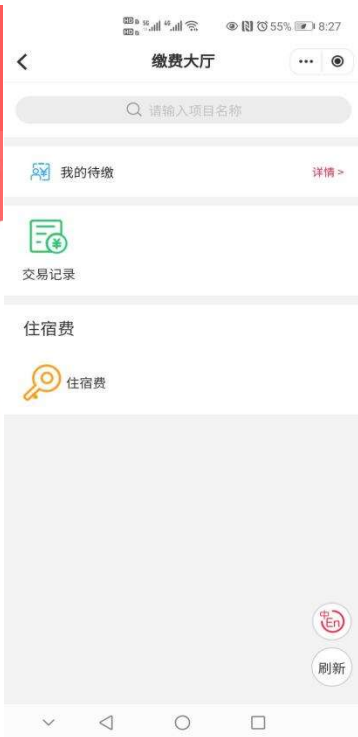 55% 8:27
缴费大厅
请输入项目名称
我的待缴 详情 >
交易记录
住宿费
住宿费
中 En
刷新